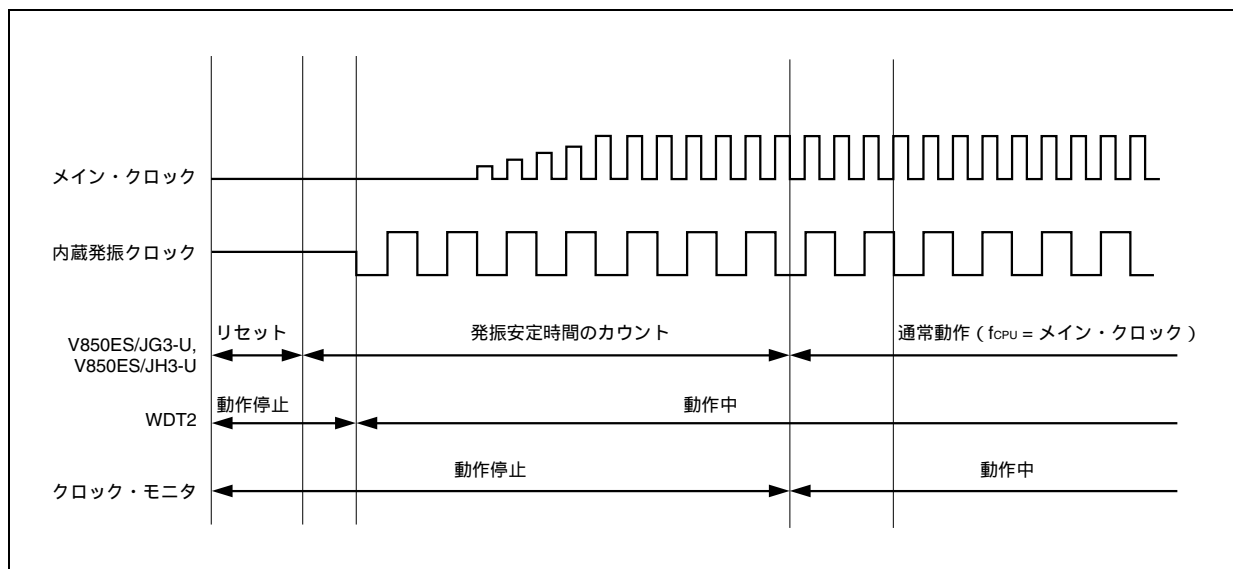 メイン・クロック
内蔵発振クロック
リセット
発振安定時間のカウント
通常動作（fCPU = メイン・クロック）
V850ES/JG3-U,
V850ES/JH3-U
動作停止
動作中
WDT2
動作停止
動作中
クロック・モニタ